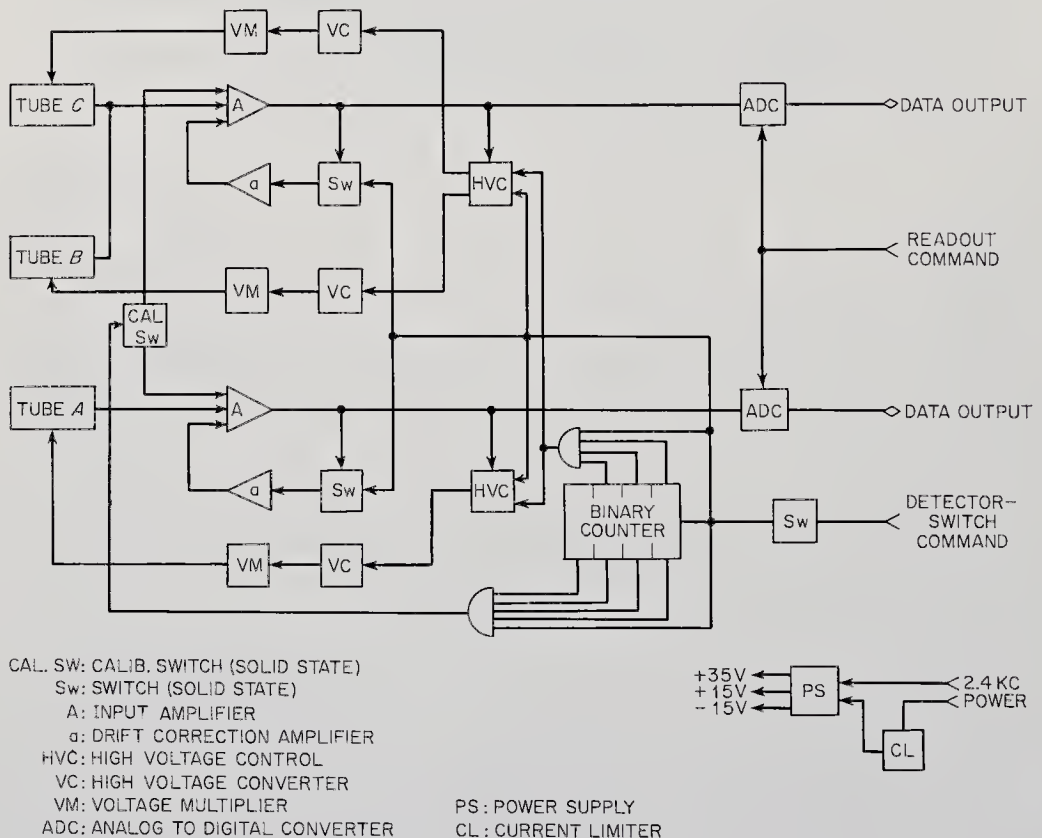 VM
VC
TUBE C
A
ADC
DATA OUTPUT
a
Sw
HVC
TUBE B
READOUT
COMMAND
VM
VC
CAL
Sw
TUBE A
A
ADC
DATA OUTPUT
a
Sw
HVC
BINARY
COUNTER
Sw
DETECTOR-
SWITCH
COMMAND
VM
VC
CAL. SW: CALIB. SWITCH (SOLID STATE)
Sw: SWITCH (SOLID STATE)
A: INPUT AMPLIFIER
a: DRIFT CORRECTION AMPLIFIER
HVC: HIGH VOLTAGE CONTROL
VC: HIGH VOLTAGE CONVERTER
VM: VOLTAGE MULTIPLIER
ADC: ANALOG TO DIGITAL CONVERTER
+35V
+15V
-15V
PS
2.4 KC
POWER
CL
PS: POWER SUPPLY
CL: CURRENT LIMITER